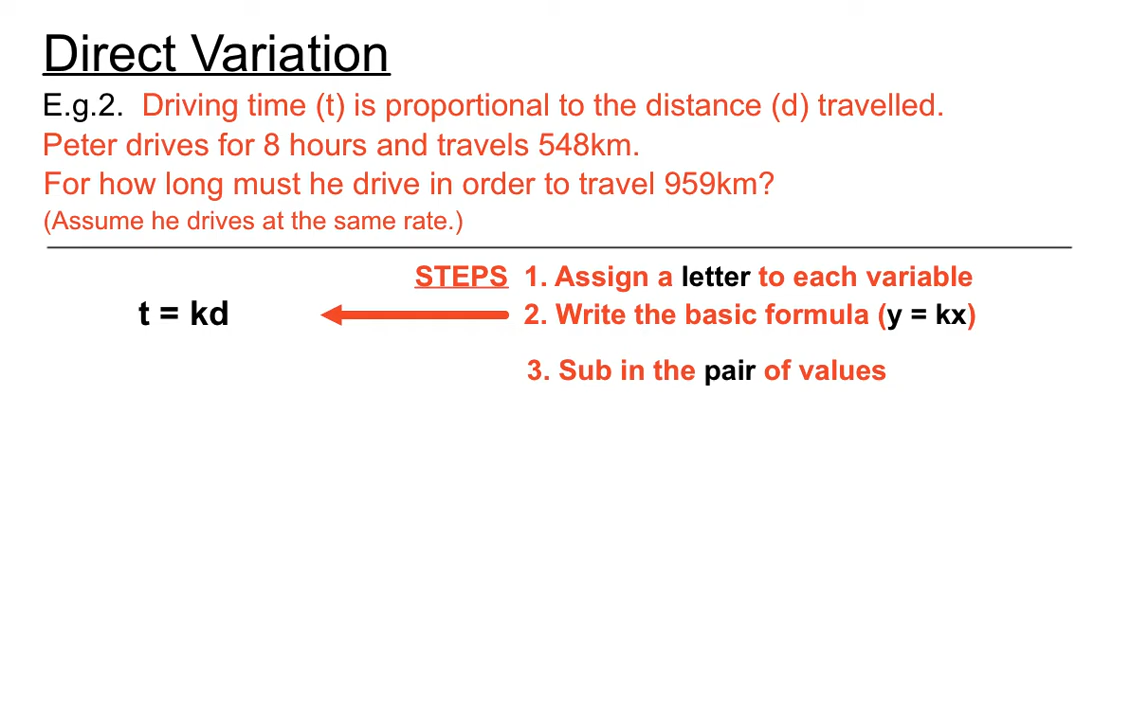 Direct Variation
E.g.2. Driving time (t) is proportional to the distance (d) travelled.
Peter drives for 8 hours and travels 548km.
For how long must he drive in order to travel 959km?
(Assume he drives at the same rate.)
STEPS 1. Assign a letter to each variable
t = kd
2. Write the basic formula (y = kx)
3. Sub in the pair of values